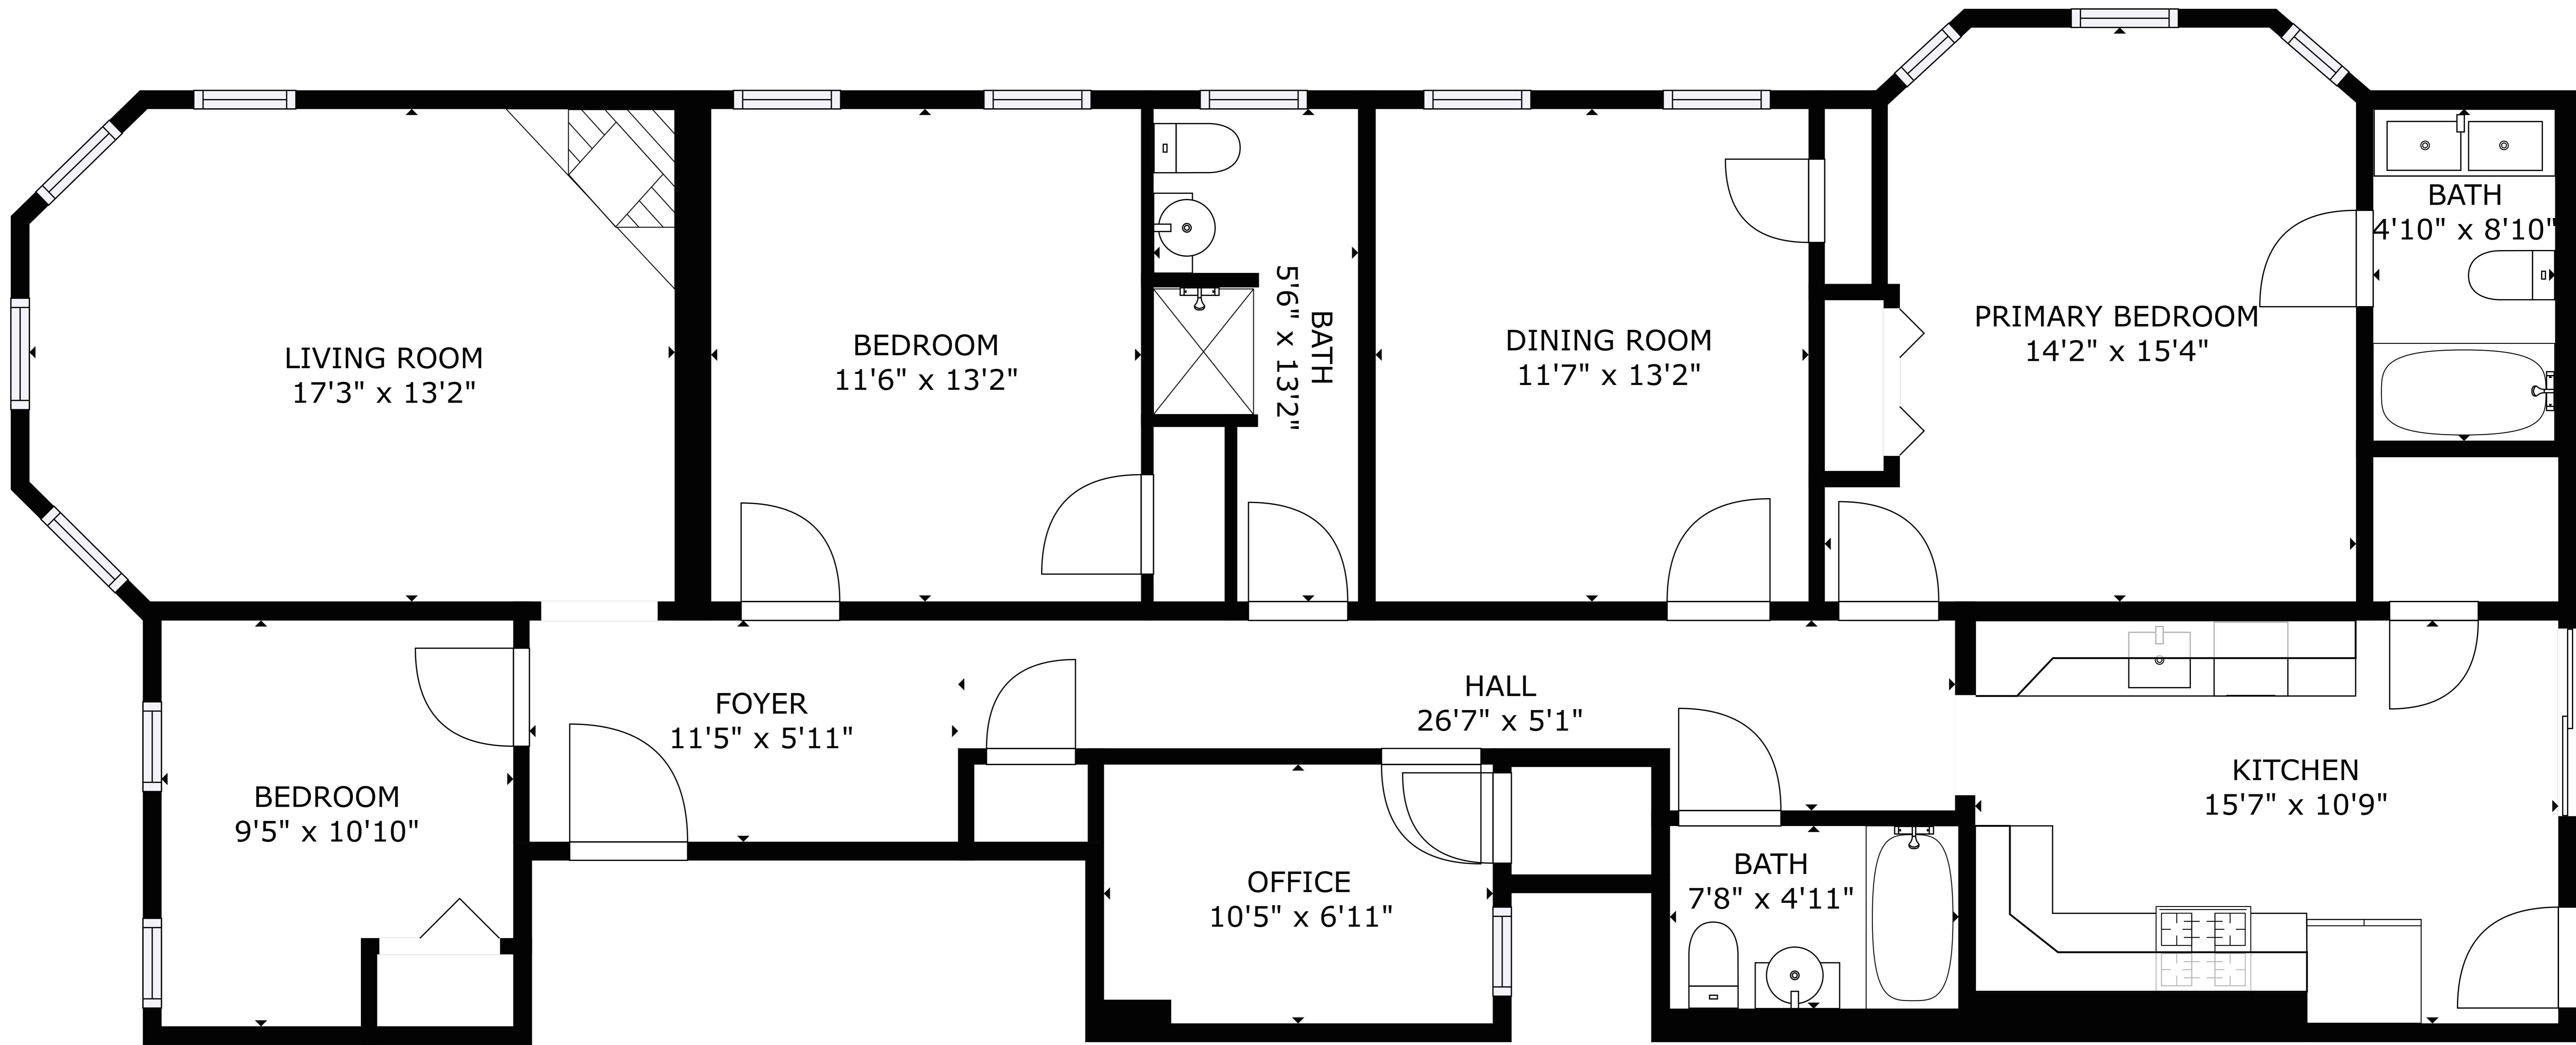 LIVING ROOM
17'3" x 13'2"
BEDROOM
11'6" x 13'2"
BATH
5'6" x 13'2"
DINING ROOM
11'7" x 13'2"
PRIMARY BEDROOM
14'2" x 15'4"
BATH
4'10" x 8'10"
BEDROOM
9'5" x 10'10"
FOYER
11'5" x 5'11"
HALL
26'7" x 5'1"
OFFICE
10'5" x 6'11"
BATH
7'8" x 4'11"
KITCHEN
15'7" x 10'9"